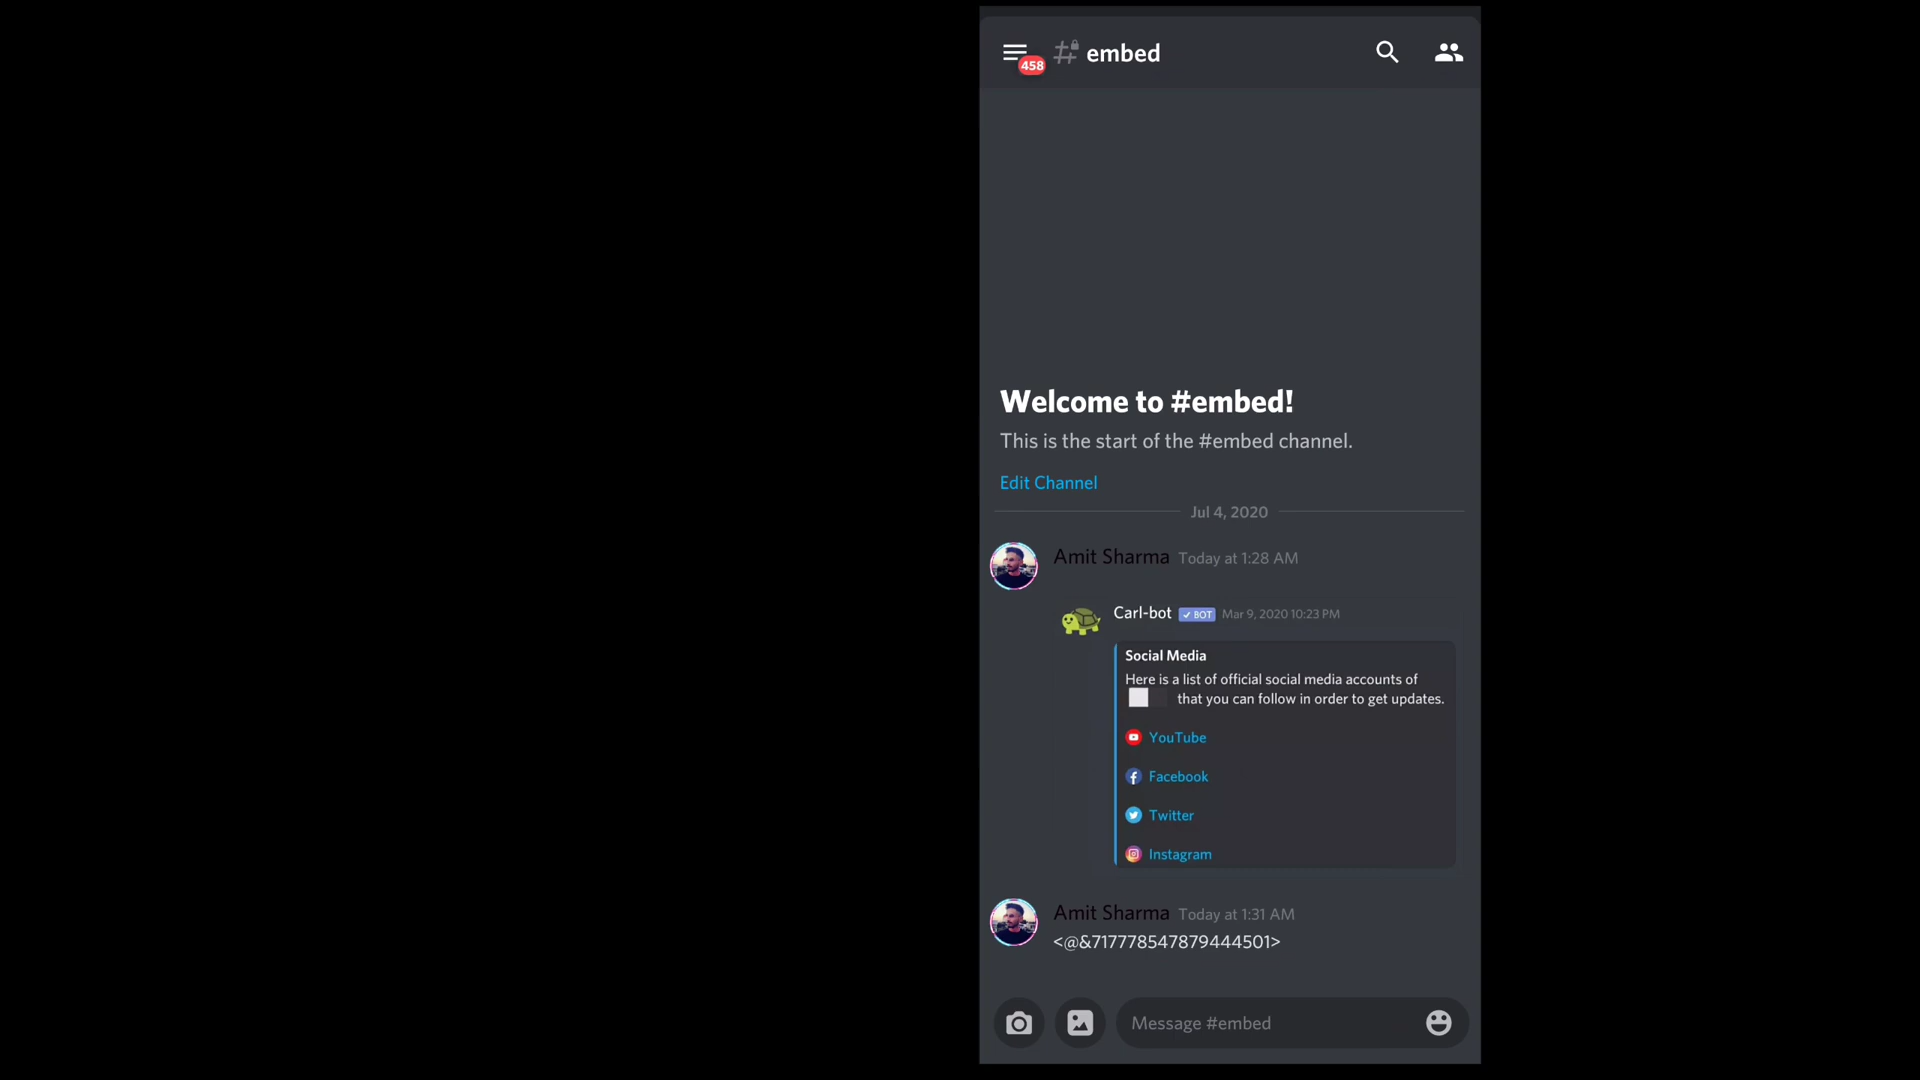 458
embed
Welcome to #embed!
This is the start of the #embed channel.
Edit Channel
Jul 4, 2020
Amit Sharma Today at 1:28 AM
Carl-bot ✓ BOT Mar 9, 2020 10:23 PM
Social Media
Here is a list of official social media accounts of
that you can follow in order to get updates.
YouTube
Facebook
Twitter
Instagram
Amit Sharma Today at 1:31 AM
<@&717778547879444501>
Message #embed